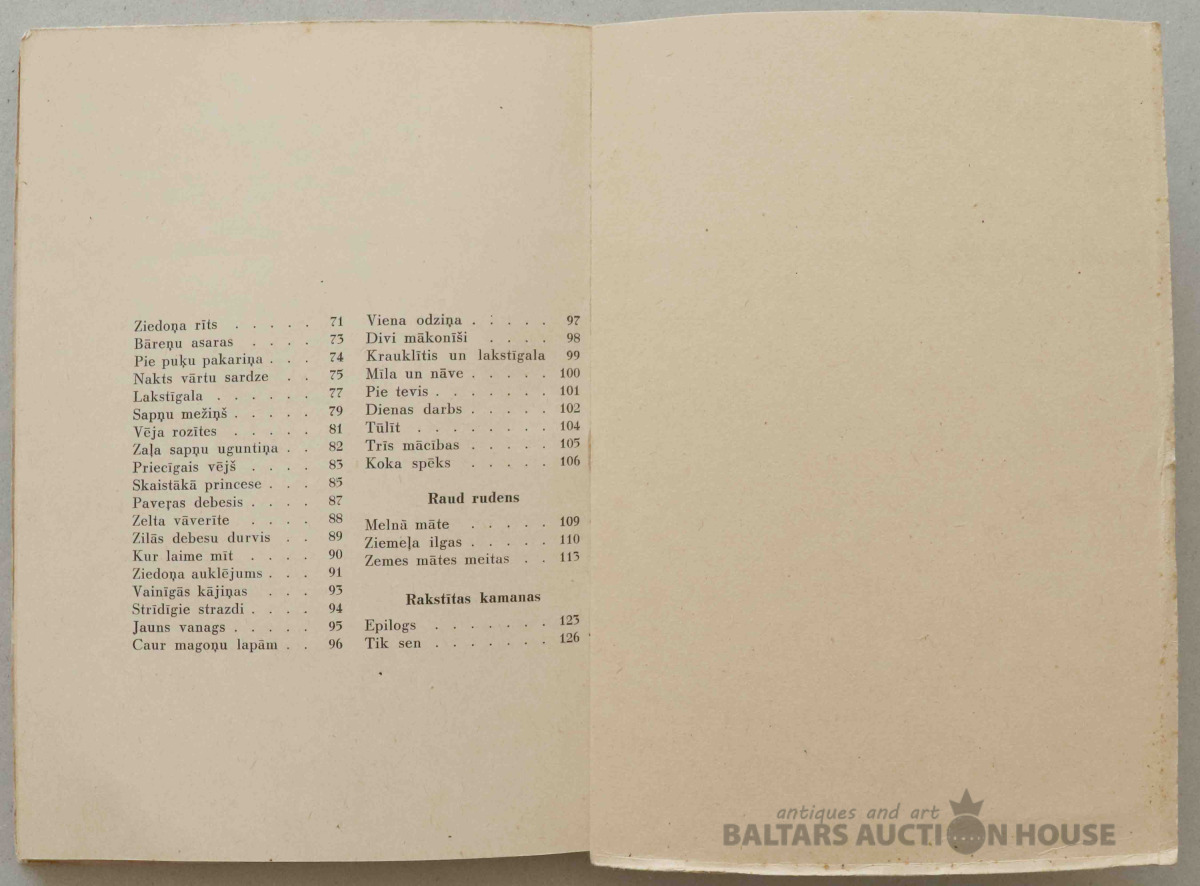 Ziedoņa rīts . . . . . 71
Bāreņu asaras . . . . 73
Pie puķu pakariņa . . . 74
Nakts vārtu sardze . . 75
Lakstīgala . . . . . . 77
Sapņu mežiņš . . . . . 79
Vēja rozītes . . . . . 81
Zaļa sapņu uguntiņa . . 82
Priecīgais vējš . . . . 83
Skaistākā princese . . . 85
Paveŗas debesis . . . . 87
Zelta vāverīte . . . . 88
Zilās debesu durvis . . 89
Kur laime mīt . . . . 90
Ziedoņa auklējums . . . 91
Vainīgās kājiņas . . . 93
Strīdīgie strazdi . . . . 94
Jauns vanags . . . . . 95
Caur magoņu lapām . . 96
Viena odziņa . . . . . 97
Divi mākonīši . . . . 98
Krauklītis un lakstīgala 99
Mīla un nāve . . . . . 100
Pie tevis . . . . . . . 101
Dienas darbs . . . . . 102
Tūlīt . . . . . . . . 104
Trīs mācības . . . . . 105
Koka spēks . . . . . 106
Raud rudens
Melnā māte . . . . . 109
Ziemeļa ilgas . . . . . 110
Zemes mātes meitas . . 113
Rakstītas kamanas
Epilogs . . . . . . . 123
Tik sen . . . . . . . 126
antiques and art
BALTARS AUCTION HOUSE